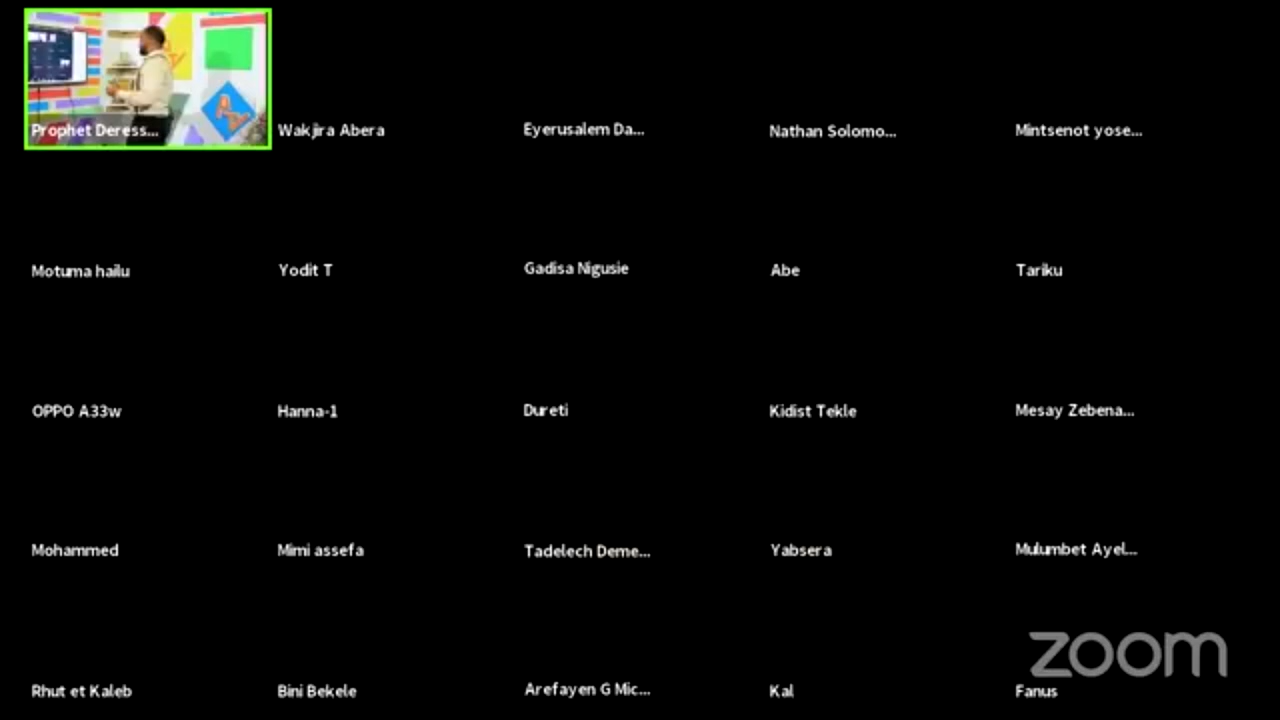 Prophet Deress...
Wakjira Abera
Eyerusalem Da...
Nathan Solomo...
Mintsenot yose...
Motuma hailu
Yodit T
Gadisa Nigusie
Abe
Tariku
OPPO A33w
Hanna-1
Dureti
Kidist Tekle
Mesay Zebena...
Mohammed
Mimi assefa
Tadelech Deme...
Yabsera
Mulumbet Ayel...
zoom
Rhut et Kaleb
Bini Bekele
Arefayen G Mic...
Kal
Fanus